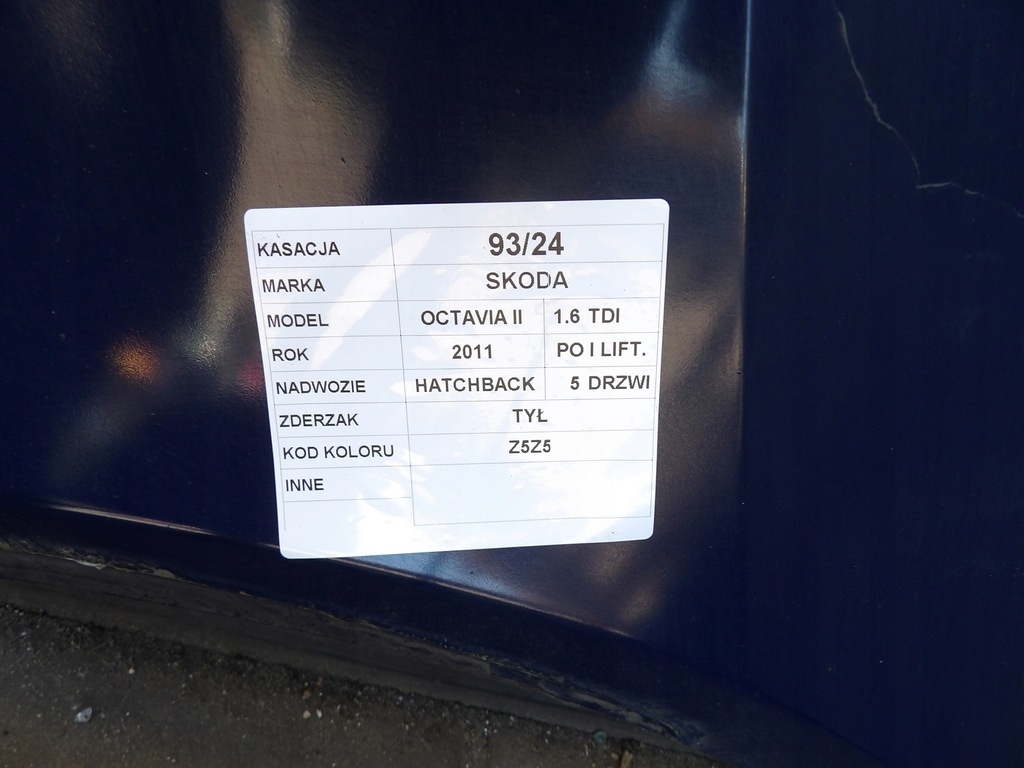 KASACJA 93/24
MARKA SKODA
MODEL OCTAVIA II 1.6 TDI
ROK 2011 PO I LIFT.
NADWOZIE HATCHBACK 5 DRZWI
ZDERZAK TYŁ
KOD KOLORU Z5Z5
INNE